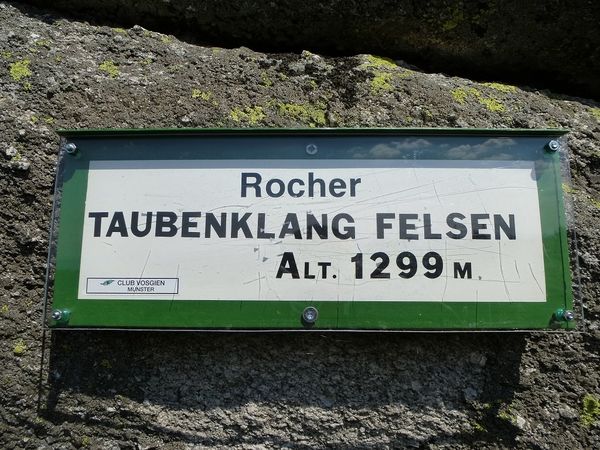 Rocher
TAUBENKLANG FELSEN
ALT. 1299 M
CLUB VOSGIEN
MUNSTER